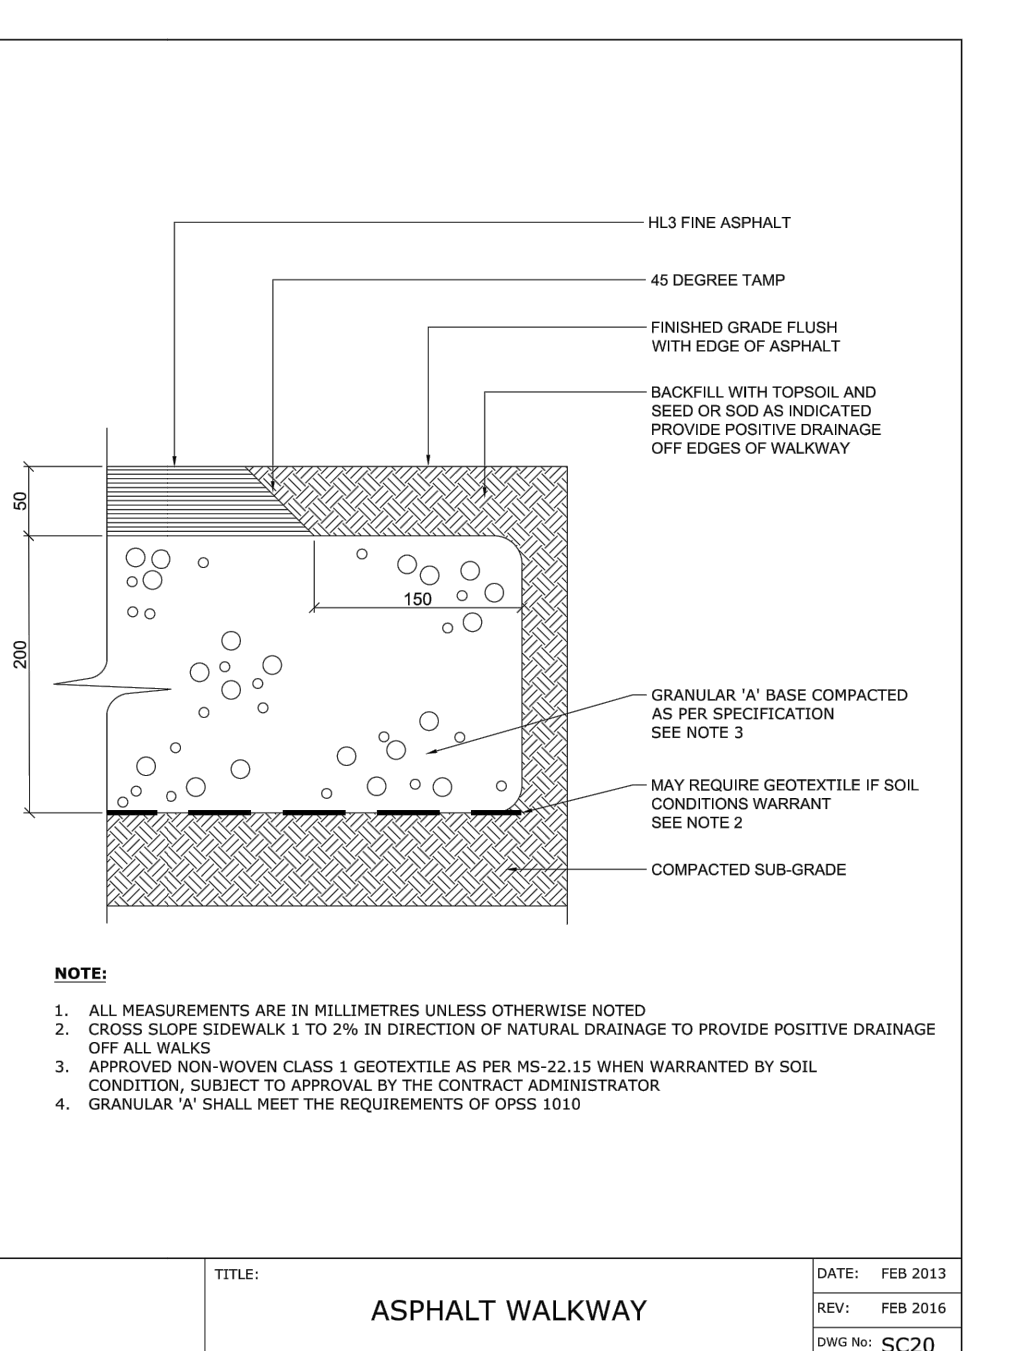 HL3 FINE ASPHALT
45 DEGREE TAMP
FINISHED GRADE FLUSH
WITH EDGE OF ASPHALT
BACKFILL WITH TOPSOIL AND
SEED OR SOD AS INDICATED
PROVIDE POSITIVE DRAINAGE
OFF EDGES OF WALKWAY
50
150
200
GRANULAR 'A' BASE COMPACTED
AS PER SPECIFICATION
SEE NOTE 3
MAY REQUIRE GEOTEXTILE IF SOIL
CONDITIONS WARRANT
SEE NOTE 2
COMPACTED SUB-GRADE
NOTE:
1. ALL MEASUREMENTS ARE IN MILLIMETRES UNLESS OTHERWISE NOTED
2. CROSS SLOPE SIDEWALK 1 TO 2% IN DIRECTION OF NATURAL DRAINAGE TO PROVIDE POSITIVE DRAINAGE
OFF ALL WALKS
3. APPROVED NON-WOVEN CLASS 1 GEOTEXTILE AS PER MS-22.15 WHEN WARRANTED BY SOIL
CONDITION, SUBJECT TO APPROVAL BY THE CONTRACT ADMINISTRATOR
4. GRANULAR 'A' SHALL MEET THE REQUIREMENTS OF OPSS 1010
TITLE:
ASPHALT WALKWAY
DATE: FEB 2013
REV: FEB 2016
DWG No: SC20